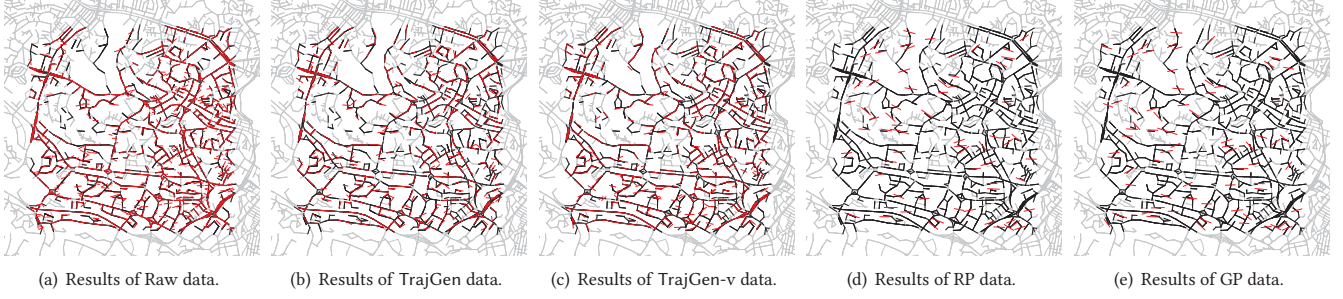 (a) Results of Raw data.
(b) Results of TrajGen data.
(c) Results of TrajGen-v data.
(d) Results of RP data.
(e) Results of GP data.